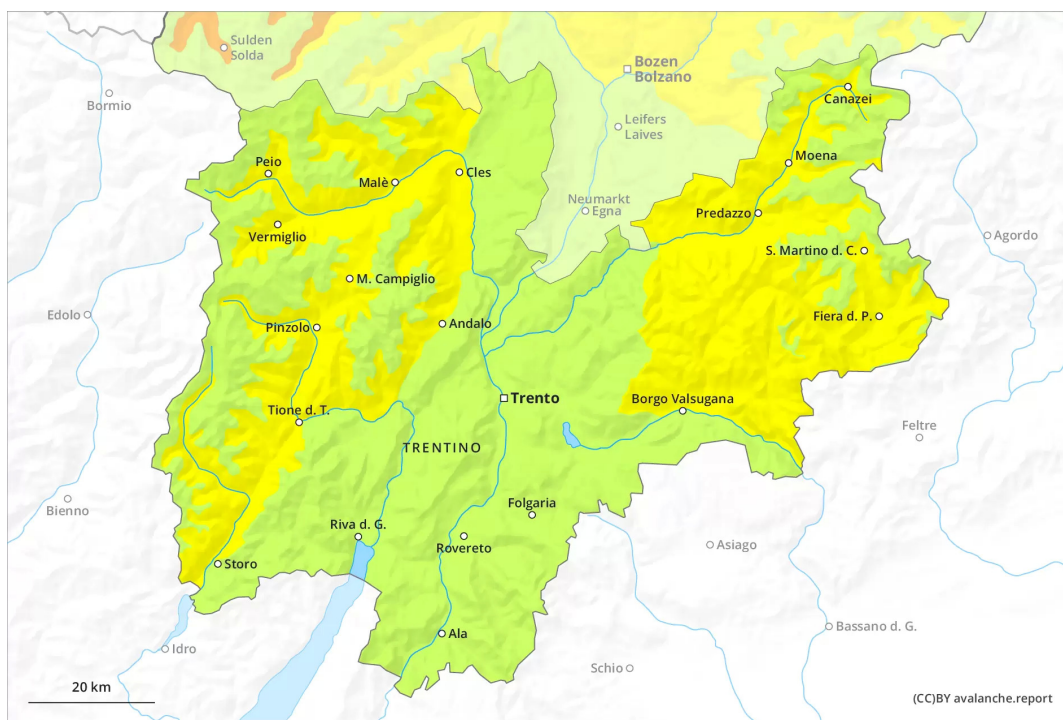 Sulden
Solda
Bozen
Bolzano
Bormio
Canazei
Leifers
Laives
Peio
Malè
Cles
Moena
Neumarkt
Egna
Predazzo
Vermiglio
Agordo
S. Martino d. C.
M. Campiglio
Edolo
Pinzolo
Andalo
Fiera d. P.
Trento
Borgo Valsugana
Tione d. T.
Feltre
TRENTINO
Bienno
Folgaria
Riva d. G.
Rovereto
Asiago
Storo
Bassano d. G.
Ala
Idro
Schio
20 km
(CC)BY avalanche.report